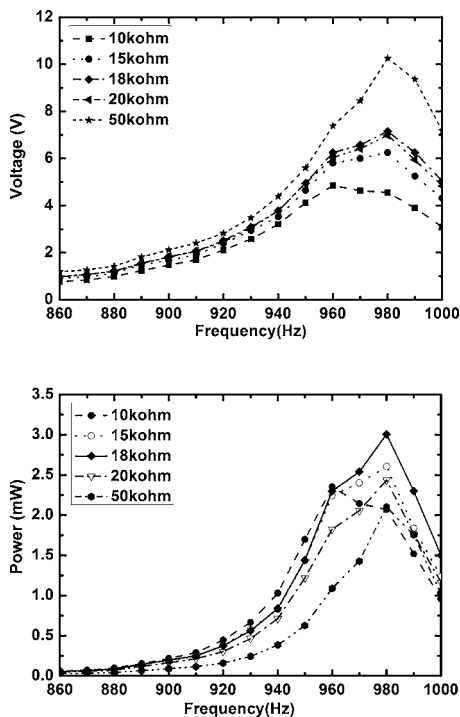 12
10
8
6
4
2
0
Voltage (V)
10kohm
15kohm
18kohm
20kohm
50kohm
860 880 900 920 940 960 980 1000
Frequency(Hz)
3.5
3.0
2.5
2.0
1.5
1.0
0.5
0.0
Power (mW)
10kohm
15kohm
18kohm
20kohm
50kohm
860 880 900 920 940 960 980 1000
Frequency(Hz)